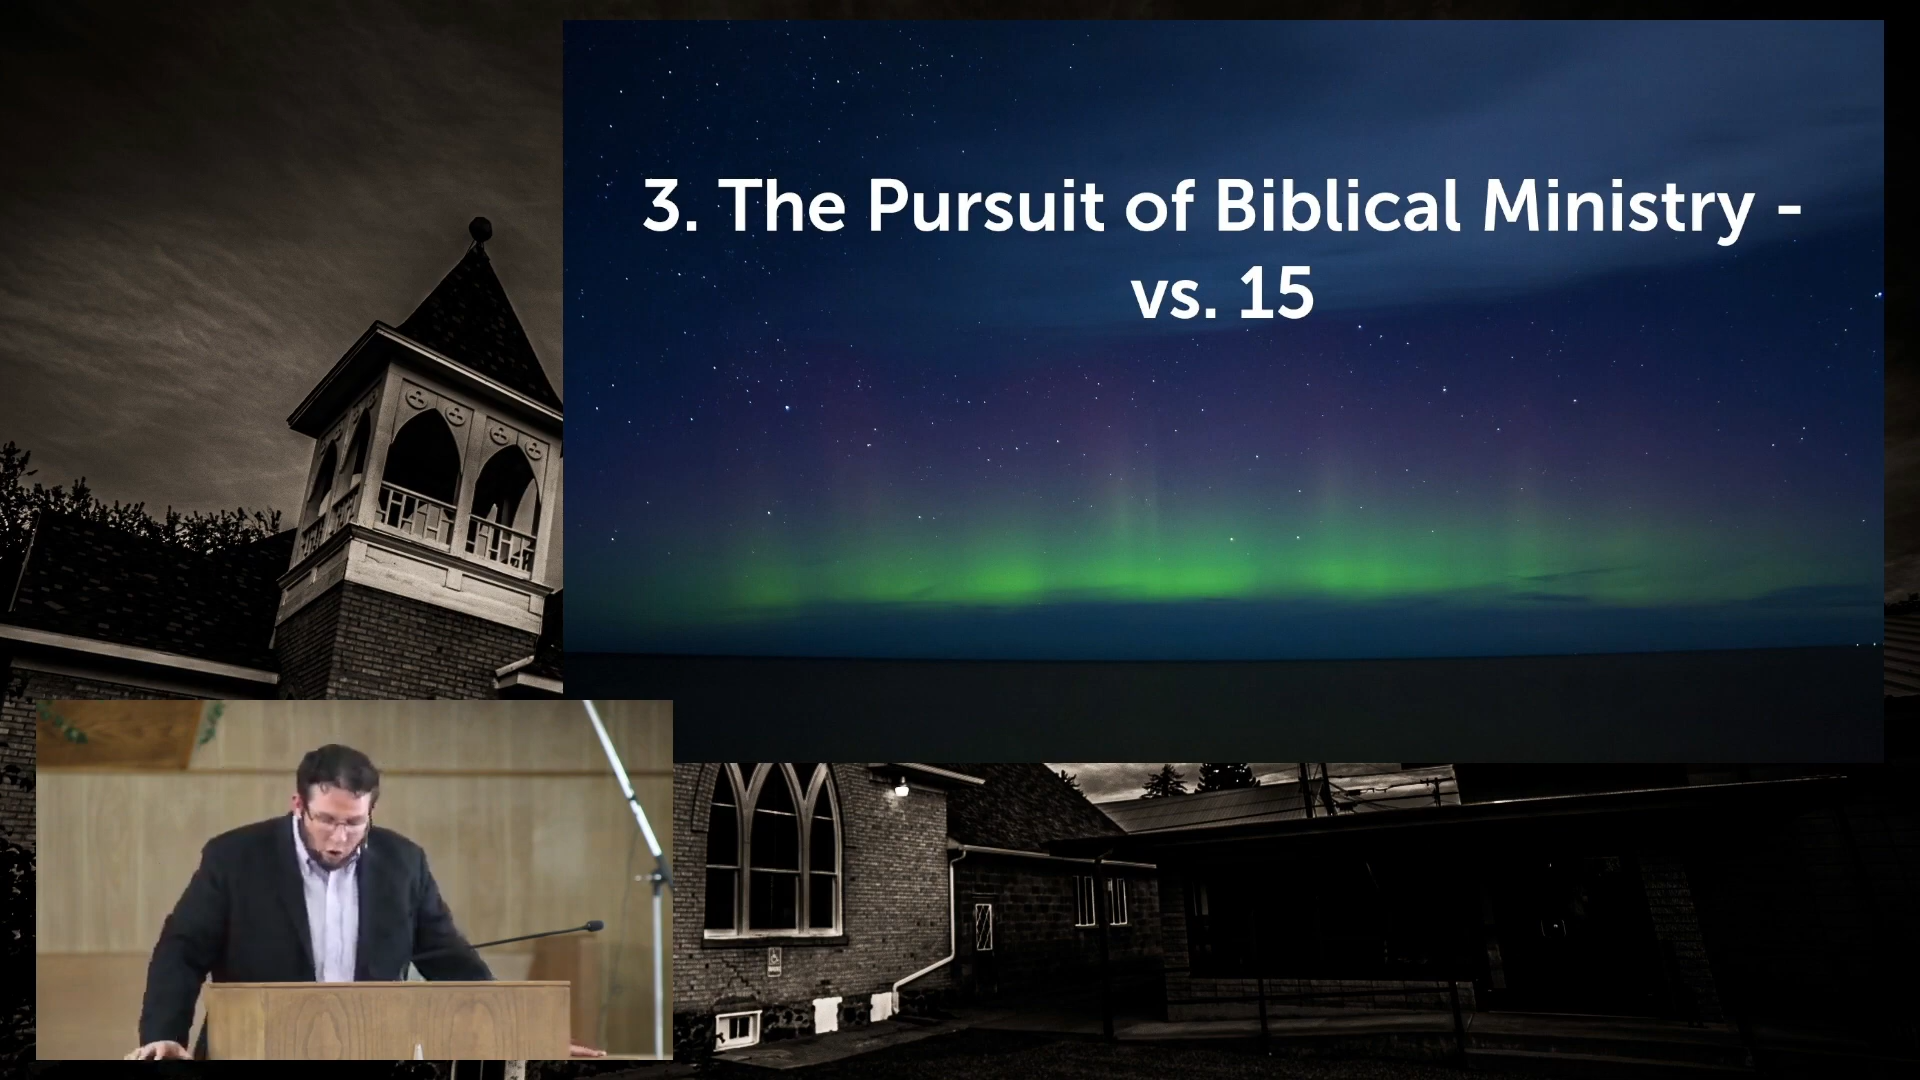 3. The Pursuit of Biblical Ministry -
vs. 15